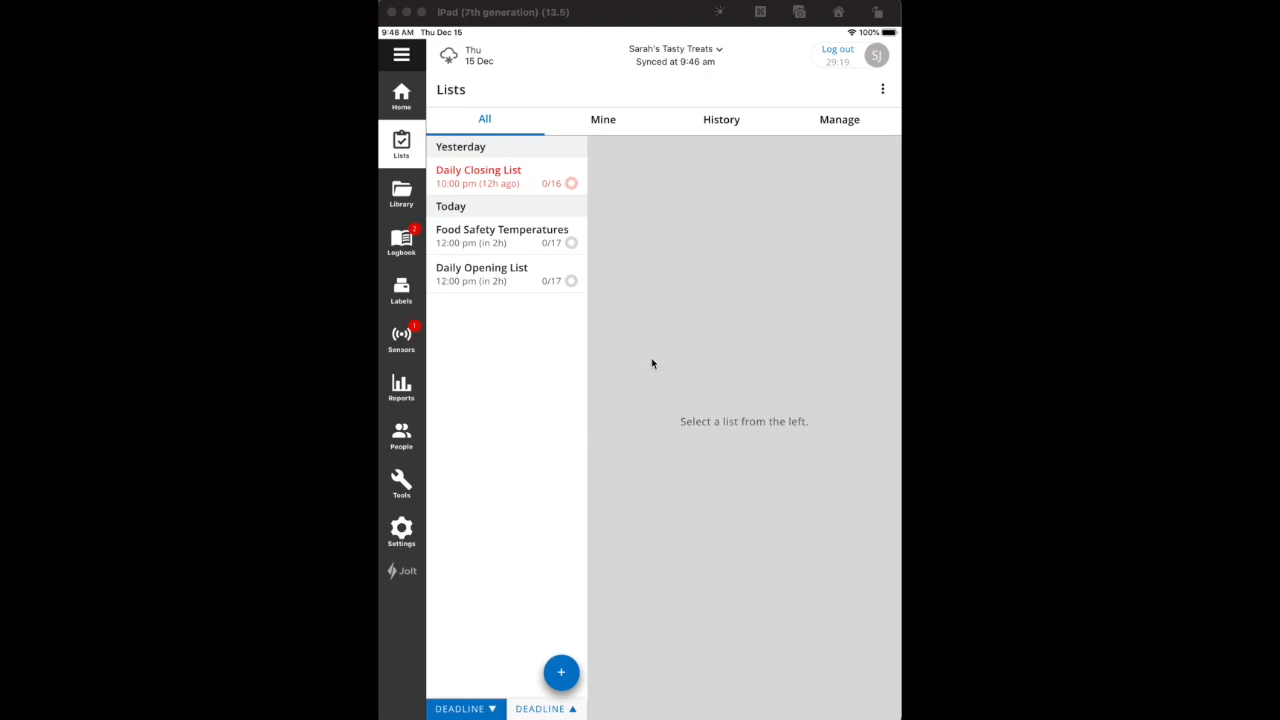 iPad (7th generation) (13.5)
9:48 AM Thu Dec 15
100%
Thu
15 Dec
Sarah's Tasty Treats
Synced at 9:46 am
Log out
29:19
SJ
Home
Lists
Library
2
Logbook
Labels
1
Sensors
Reports
People
Tools
Settings
Jolt
Lists
All Mine History Manage
Yesterday
Daily Closing List
10:00 pm (12h ago) 0/16
Today
Food Safety Temperatures
12:00 pm (in 2h) 0/17
Daily Opening List
12:00 pm (in 2h) 0/17
Select a list from the left.
+
DEADLINE ▼ DEADLINE ▲